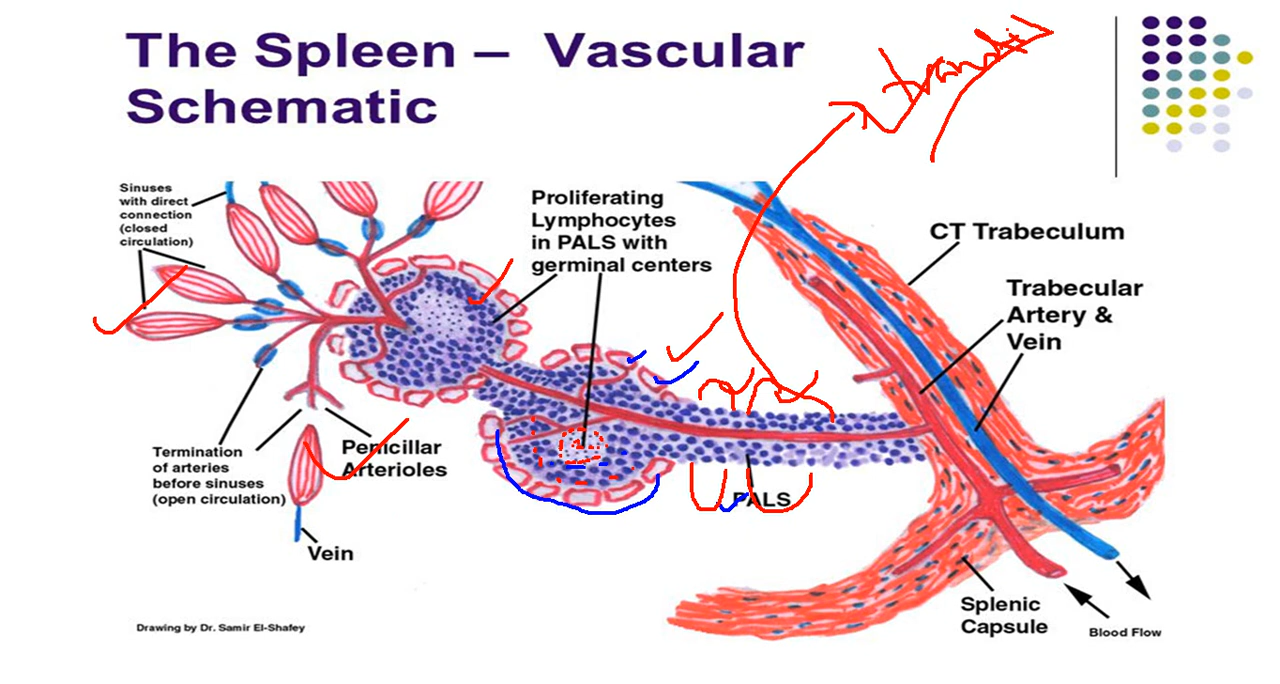 The Spleen – Vascular
Schematic
Sinuses
with direct
connection
(closed
circulation)
Proliferating
Lymphocytes
in PALS with
germinal centers
CT Trabeculum
Trabecular
Artery &
Vein
Termination
of arteries
before sinuses
(open circulation)
Penicillar
Arterioles
PALS
Vein
Splenic
Capsule
Blood Flow
Drawing by Dr. Samir El-Shafey